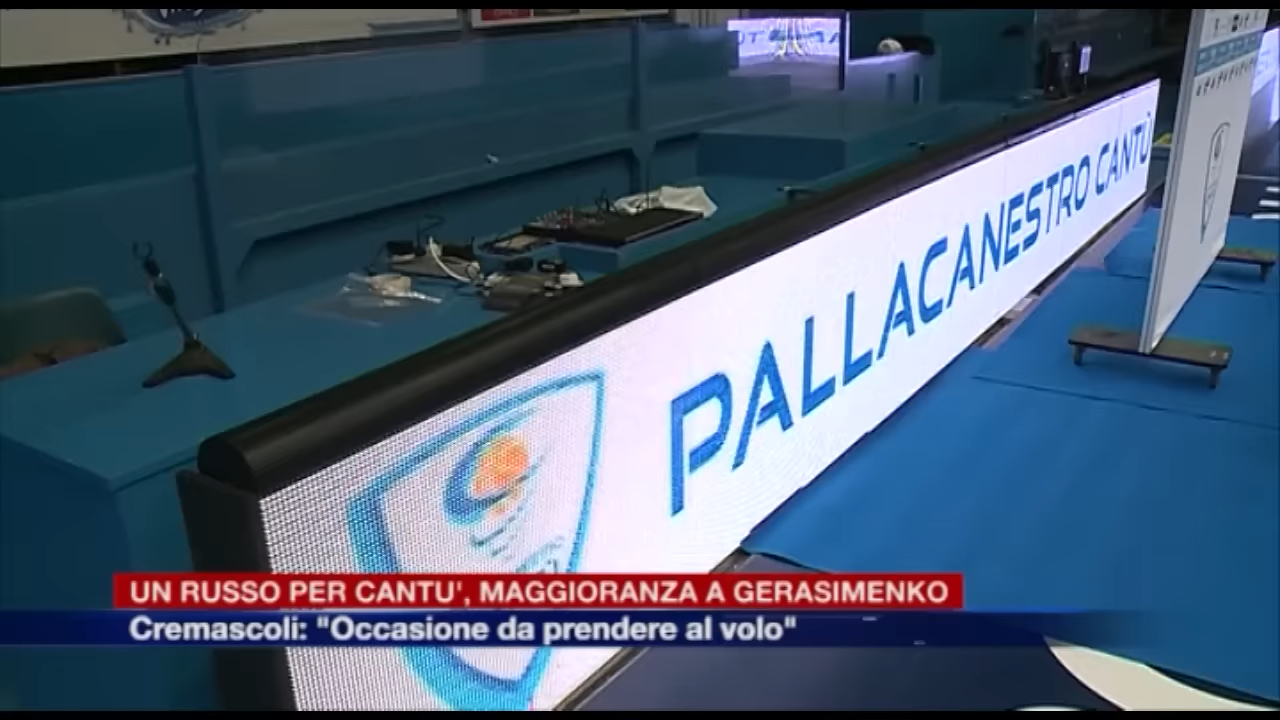 PALLACANESTRO CANTÙ
UN RUSSO PER CANTU', MAGGIORANZA A GERASIMENKO
Cremascoli: "Occasione da prendere al volo"